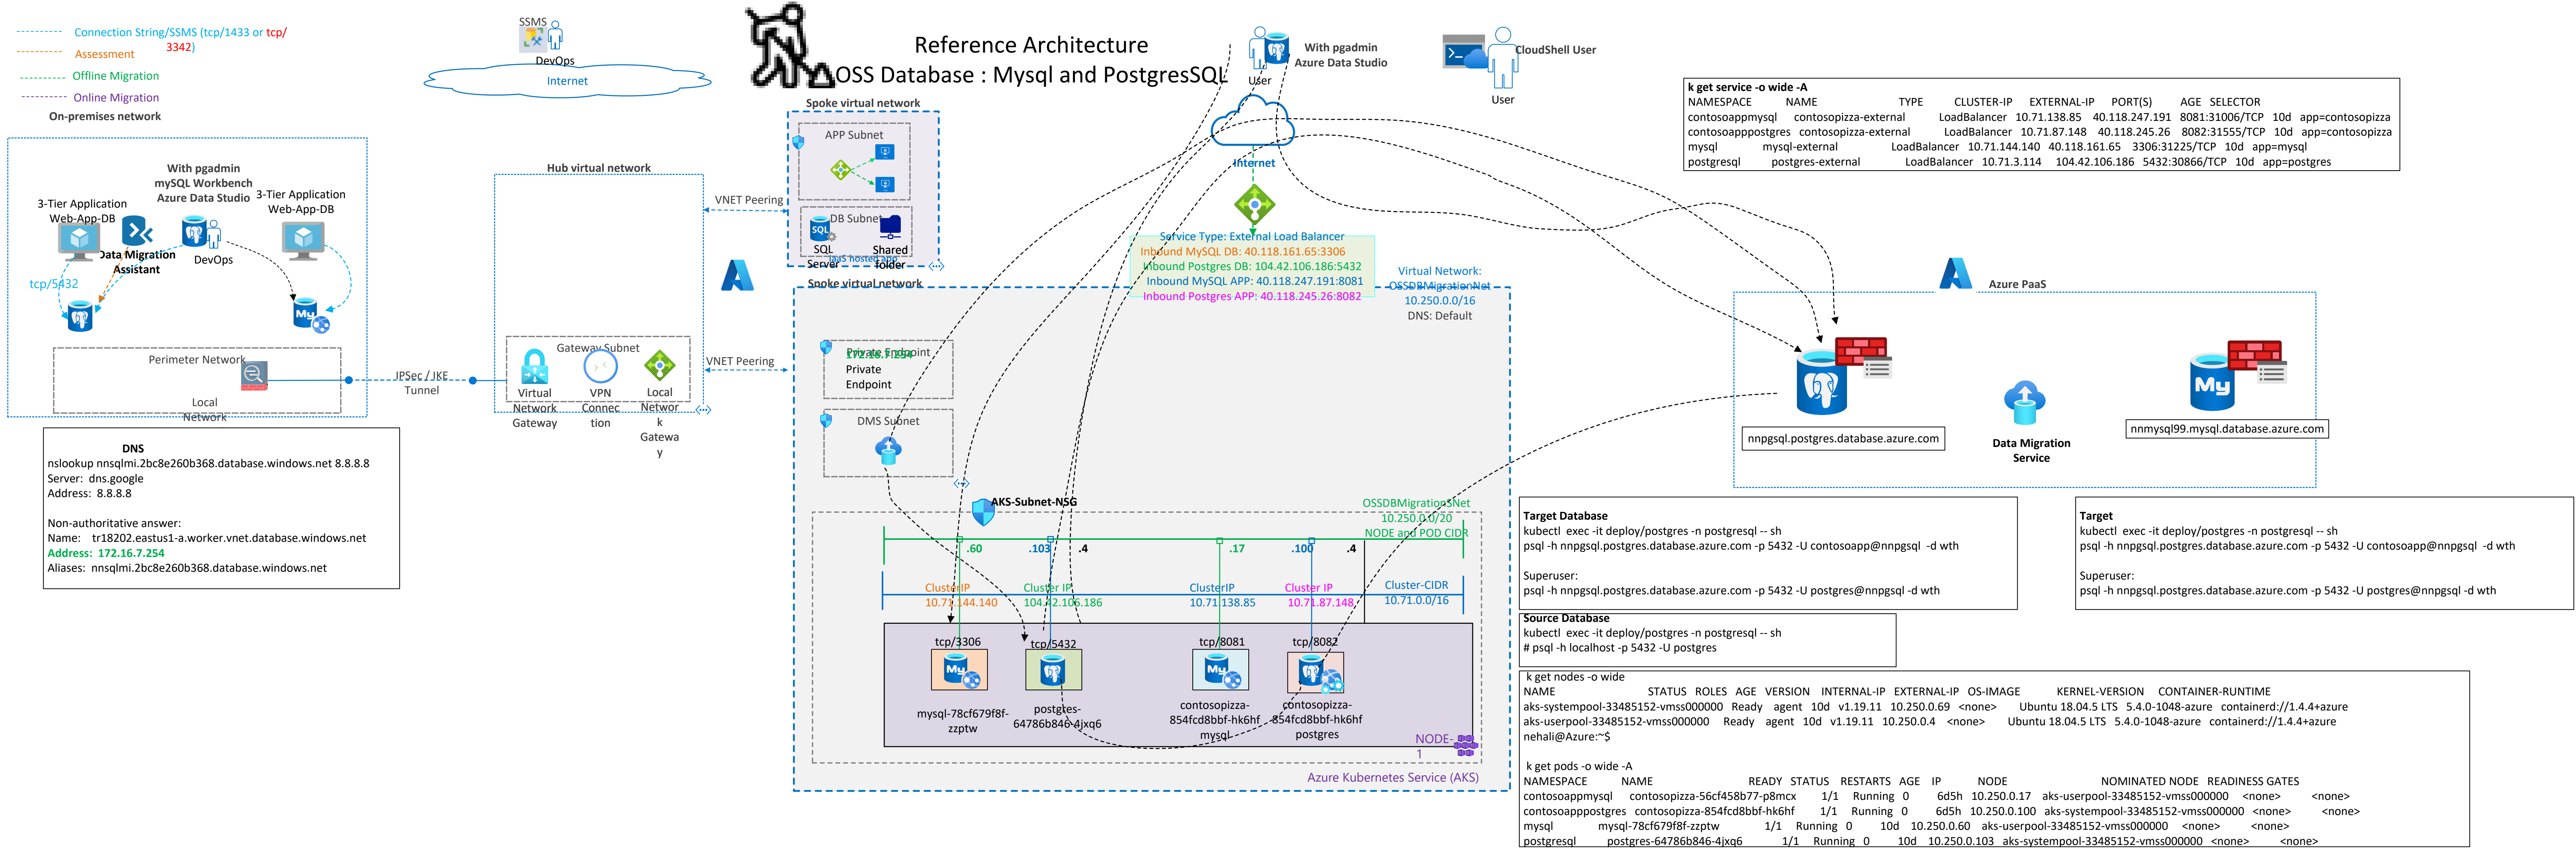 Connection String/SSMS (tcp/1433 or tcp/
3342)
Assessment
Offline Migration
Online Migration
On-premises network
SSMS
DevOps
Internet
Reference Architecture
OSS Database : Mysql and PostgresSQL
With pgadmin
Azure Data Studio
User
CloudShell User
User
Internet
With pgadmin
mySQL Workbench
Azure Data Studio
3-Tier Application
Web-App-DB
3-Tier Application
Web-App-DB
Data Migration
Assistant
DevOps
tcp/5432
Perimeter Network
Local
Network
IPSec / IKE
Tunnel
Hub virtual network
Gateway Subnet
Virtual
Network
Gateway
VPN
Connec
tion
Local
Networ
k
Gatewa
y
VNET Peering
VNET Peering
Spoke virtual network
APP Subnet
DB Subnet
SQL
SQL
Server
Shared
folder
IaaS hosted app
Spoke virtual network
Service Type: External Load Balancer
Inbound MySQL DB: 40.118.161.65:3306
Inbound Postgres DB: 104.42.106.186:5432
Inbound MySQL APP: 40.118.247.191:8081
Inbound Postgres APP: 40.118.245.26:8082
Virtual Network:
OSSDBMigrationNet
10.250.0.0/16
DNS: Default
Private Endpoint
172.16.7.254
Private
Endpoint
DMS Subnet
AKS-Subnet-NSG
OSSDBMigrationsNet
10.250.0.0/20
NODE and POD CIDR
.60
.103
.4
.17
.100
.4
ClusterIP
10.71.144.140
Cluster IP
104.42.106.186
ClusterIP
10.71.138.85
Cluster IP
10.71.87.148
Cluster-CIDR
10.71.0.0/16
tcp/3306
My
mysql-78cf679f8f-
zzptw
tcp/5432
postgres-
64786b846-4jxq6
tcp/8081
My
contosopizza-
854fcd8bbf-hk6hf
mysql
tcp/8082
contosopizza-
854fcd8bbf-hk6hf
postgres
NODE-
1
Azure Kubernetes Service (AKS)
DNS
nslookup nnsqlmi.2bc8e260b368.database.windows.net 8.8.8.8
Server: dns.google
Address: 8.8.8.8
Non-authoritative answer:
Name: tr18202.eastus1-a.worker.vnet.database.windows.net
Address: 172.16.7.254
Aliases: nnsqlmi.2bc8e260b368.database.windows.net
k get service -o wide -A
NAMESPACE NAME TYPE CLUSTER-IP EXTERNAL-IP PORT(S) AGE SELECTOR
contosoappmysql contosopizza-external LoadBalancer 10.71.138.85 40.118.247.191 8081:31006/TCP 10d app=contosopizza
contosoapppostgres contosopizza-external LoadBalancer 10.71.87.148 40.118.245.26 8082:31555/TCP 10d app=contosopizza
mysql mysql-external LoadBalancer 10.71.144.140 40.118.161.65 3306:31225/TCP 10d app=mysql
postgresql postgres-external LoadBalancer 10.71.3.114 104.42.106.186 5432:30866/TCP 10d app=postgres
Azure PaaS
nnpgsql.postgres.database.azure.com
Data Migration
Service
My
nnmysql99.mysql.database.azure.com
My
Target Database
kubectl exec -it deploy/postgres -n postgresql -- sh
psql -h nnpgsql.postgres.database.azure.com -p 5432 -U contosoapp@nnpgsql -d wth
Superuser:
psql -h nnpgsql.postgres.database.azure.com -p 5432 -U postgres@nnpgsql -d wth
Target
kubectl exec -it deploy/postgres -n postgresql -- sh
psql -h nnpgsql.postgres.database.azure.com -p 5432 -U contosoapp@nnpgsql -d wth
Superuser:
psql -h nnpgsql.postgres.database.azure.com -p 5432 -U postgres@nnpgsql -d wth
Source Database
kubectl exec -it deploy/postgres -n postgresql -- sh
# psql -h localhost -p 5432 -U postgres
k get nodes -o wide
NAME STATUS ROLES AGE VERSION INTERNAL-IP EXTERNAL-IP OS-IMAGE KERNEL-VERSION CONTAINER-RUNTIME
aks-systempool-33485152-vmss000000 Ready agent 10d v1.19.11 10.250.0.69 <none> Ubuntu 18.04.5 LTS 5.4.0-1048-azure containerd://1.4.4+azure
aks-userpool-33485152-vmss000000 Ready agent 10d v1.19.11 10.250.0.4 <none> Ubuntu 18.04.5 LTS 5.4.0-1048-azure containerd://1.4.4+azure
nehali@Azure:~$
k get pods -o wide -A
NAMESPACE NAME READY STATUS RESTARTS AGE IP NODE NOMINATED NODE READINESS GATES
contosoappmysql contosopizza-56cf458b77-p8mcx 1/1 Running 0 6d5h 10.250.0.17 aks-userpool-33485152-vmss000000 <none> <none>
contosoapppostgres contosopizza-854fcd8bbf-hk6hf 1/1 Running 0 6d5h 10.250.0.100 aks-systempool-33485152-vmss000000 <none> <none>
mysql mysql-78cf679f8f-zzptw 1/1 Running 0 10d 10.250.0.60 aks-userpool-33485152-vmss000000 <none> <none>
postgresql postgres-64786b846-4jxq6 1/1 Running 0 10d 10.250.0.103 aks-systempool-33485152-vmss000000 <none> <none>